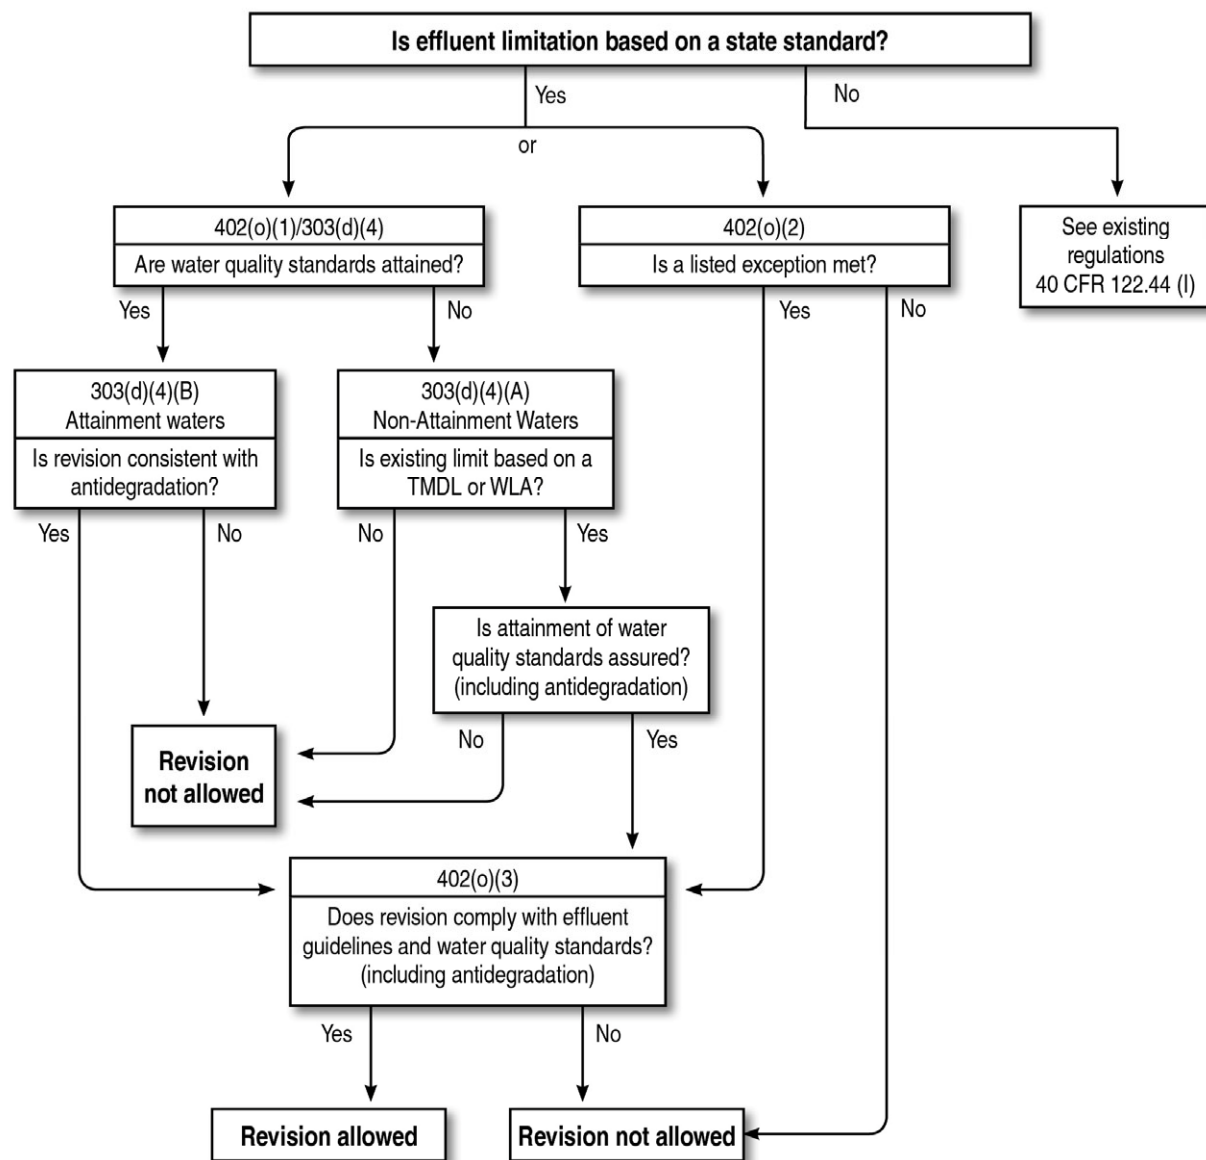 Is effluent limitation based on a state standard?
Yes
No
or
402(o)(1)/303(d)(4)
Are water quality standards attained?
402(o)(2)
Is a listed exception met?
See existing
regulations
40 CFR 122.44 (l)
Yes
No
Yes
No
303(d)(4)(B)
Attainment waters
Is revision consistent with
antidegradation?
303(d)(4)(A)
Non-Attainment Waters
Is existing limit based on a
TMDL or WLA?
Yes
No
No
Yes
Is attainment of water
quality standards assured?
(including antidegradation)
No
Yes
Revision
not allowed
402(o)(3)
Does revision comply with effluent
guidelines and water quality standards?
(including antidegradation)
Yes
No
Revision allowed
Revision not allowed